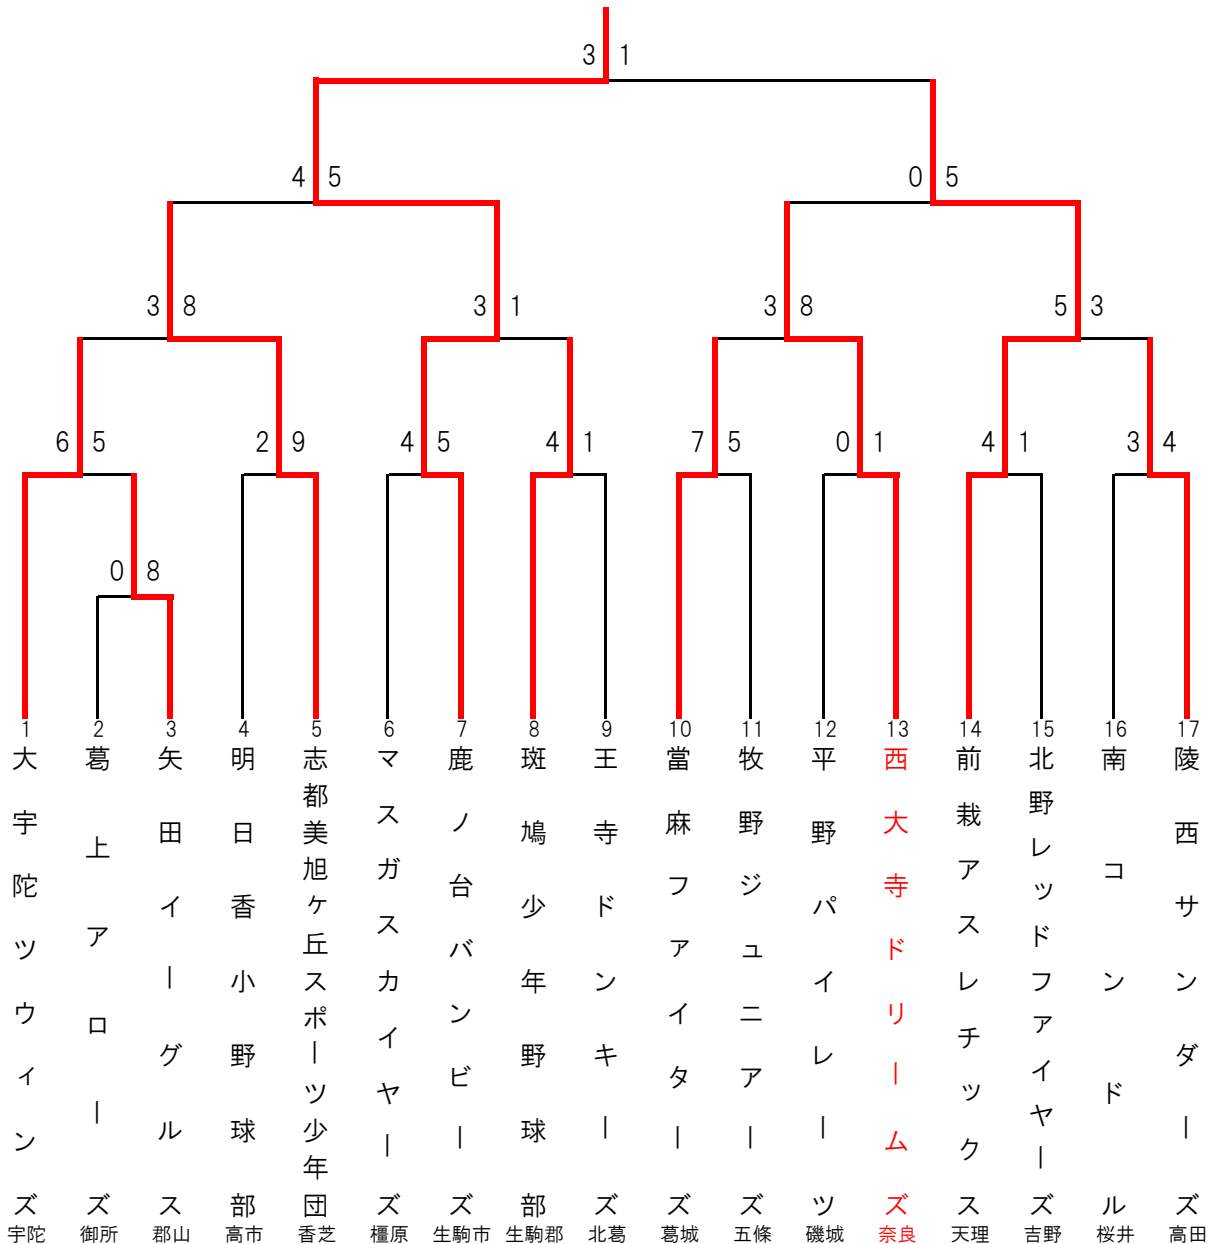 3 1
4 5
0 5
3 8
3 1
3 8
5 3
6 5
2 9
4 5
4 1
7 5
0 1
4 1
3 4
0 8
1
大宇陀ツウィンズ
宇陀
2
葛上アローズ
御所
3
矢田イーグルス
郡山
4
明日香小野球部
高市
5
志都美旭ヶ丘スポーツ少年団
香芝
6
マスガスカイヤーズ
橿原
7
鹿ノ台バンビーズ
生駒市
8
斑鳩少年野球部
生駒郡
9
王寺ドンキーズ
北葛
10
當麻ファイターズ
葛城
11
牧野ジュニアーズ
五條
12
平野パイレーツ
磯城
13
西大寺ドリームズ
奈良
14
前栽アスレチックス
天理
15
北野レッドファイヤーズ
吉野
16
南コンドル
桜井
17
陵西サンダーズ
高田